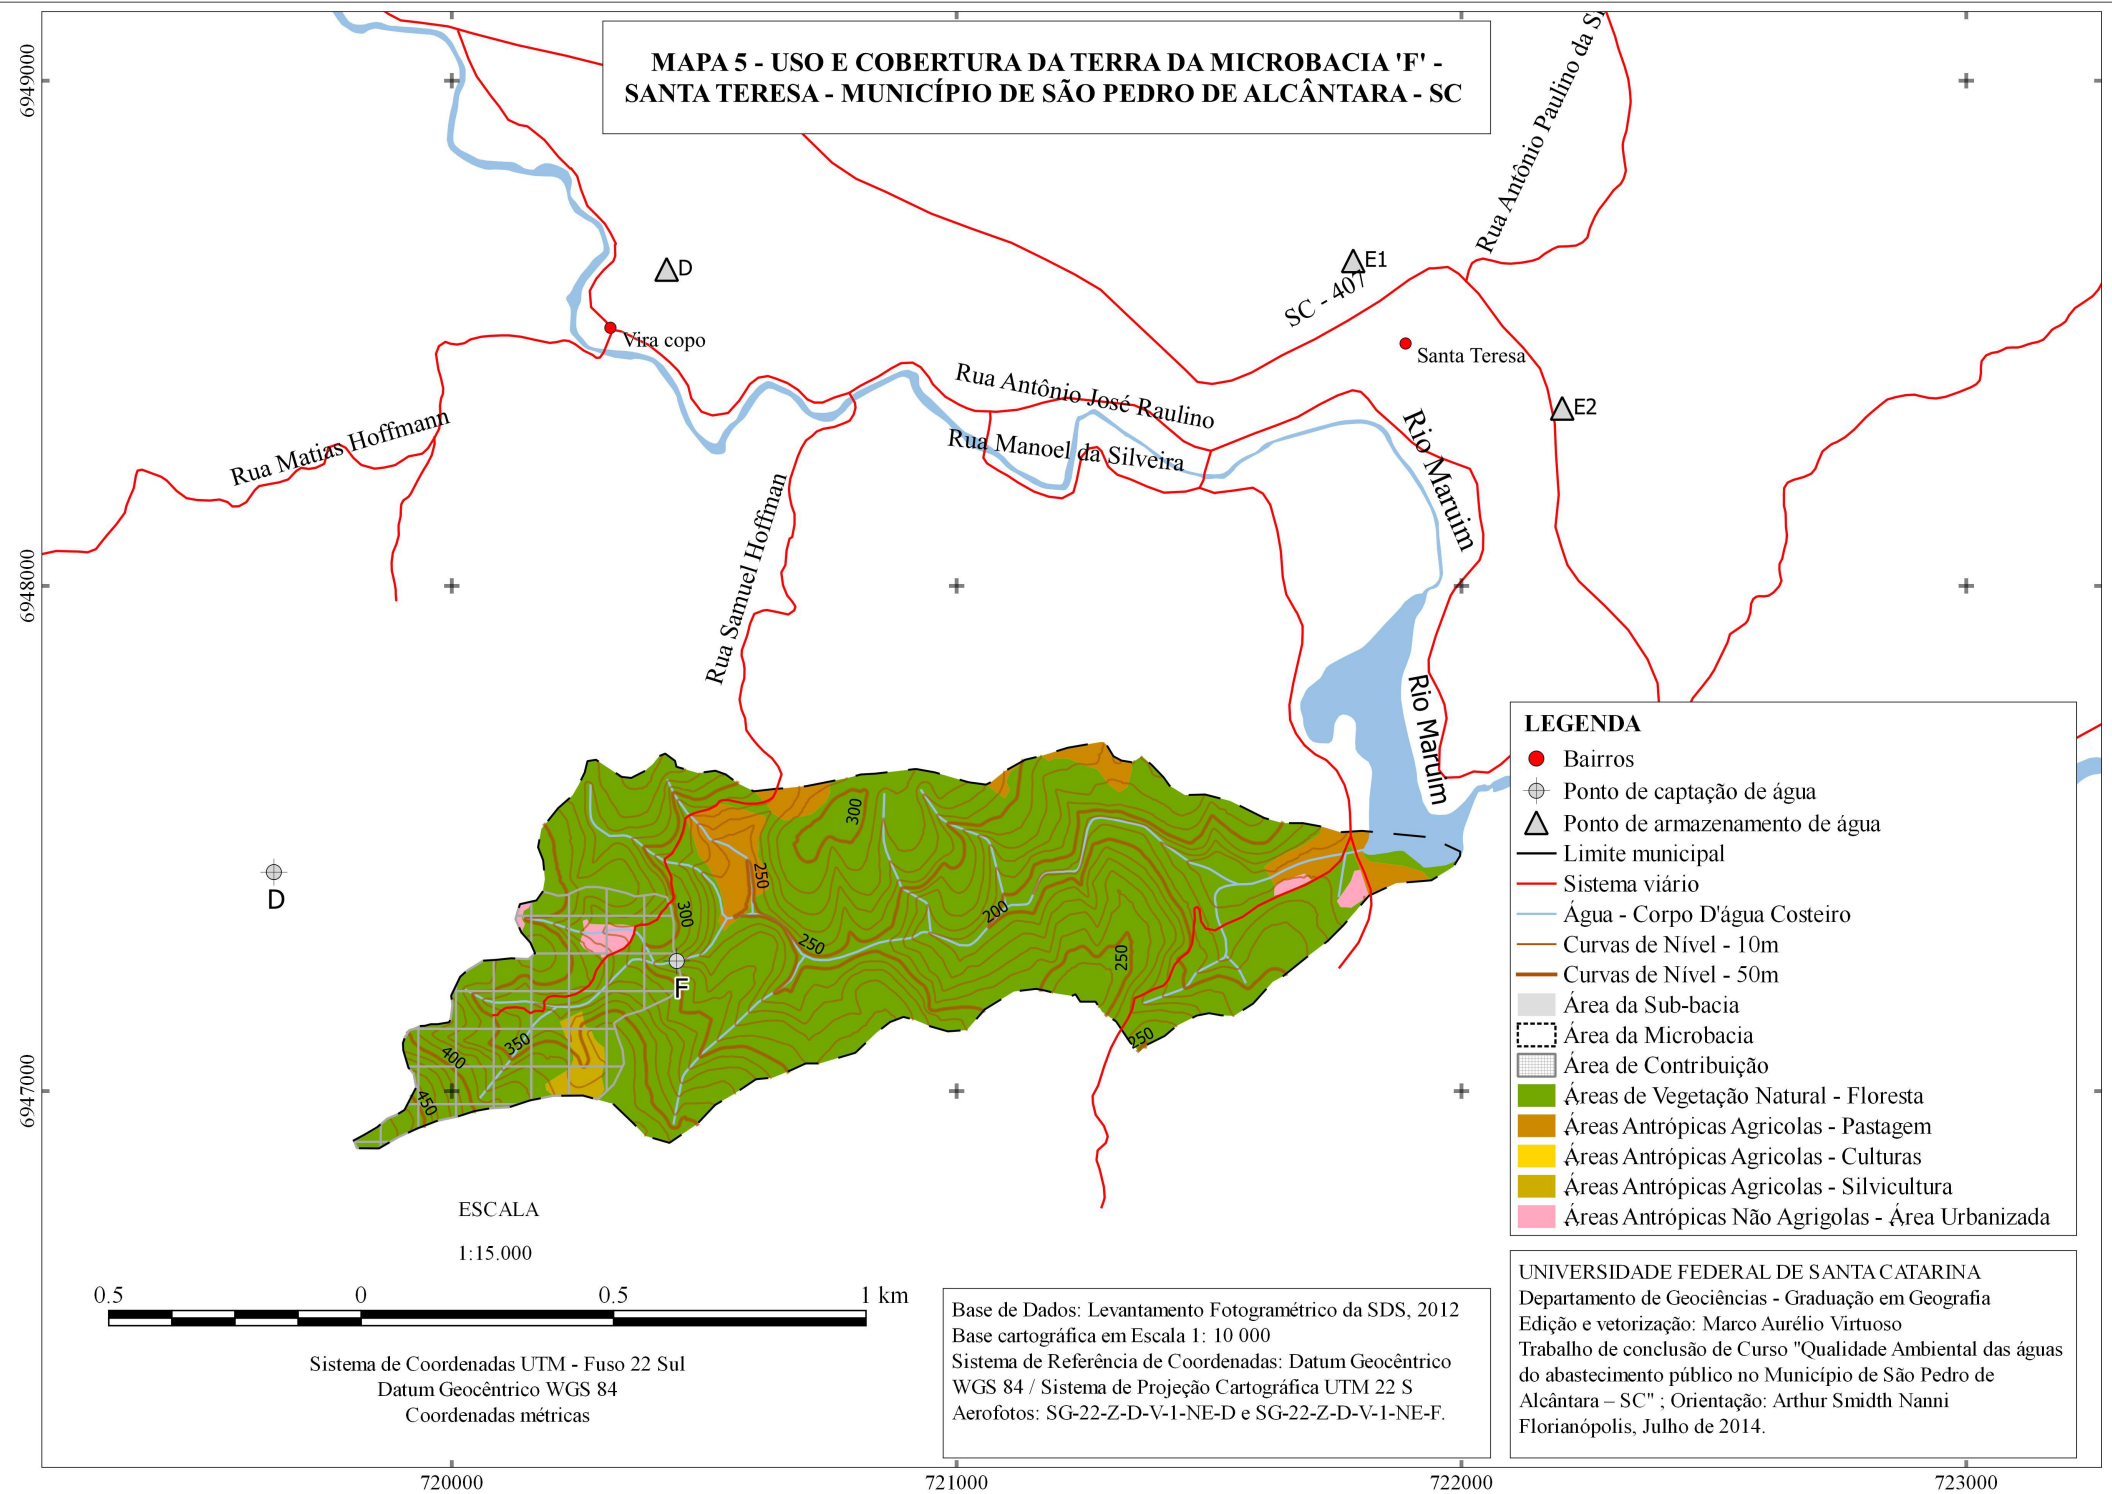 MAPA 5 - USO E COBERTURA DA TERRA DA MICROBACIA 'F' -
SANTA TERESA - MUNICÍPIO DE SÃO PEDRO DE ALCÂNTARA - SC
6949000
6948000
6947000
Rua Antônio Paulino da S
D
E1
SC - 407
Vira copo
Santa Teresa
E2
Rua Antônio José Raulino
Rua Manoel da Silveira
Rua Matias Hoffmann
Rio Maruim
Rua Samuel Hoffman
Rio Maruim
300
250
D
300
200
250
250
F
250
350
400
450
LEGENDA
Bairros
Ponto de captação de água
Ponto de armazenamento de água
Limite municipal
Sistema viário
Água - Corpo D'água Costeiro
Curvas de Nível - 10m
Curvas de Nível - 50m
Área da Sub-bacia
Área da Microbacia
Área de Contribuição
Áreas de Vegetação Natural - Floresta
Áreas Antrópicas Agricolas - Pastagem
Áreas Antrópicas Agricolas - Culturas
Áreas Antrópicas Agricolas - Silvicultura
Áreas Antrópicas Não Agrigolas - Área Urbanizada
ESCALA
1:15.000
0.5 0 0.5 1 km
Sistema de Coordenadas UTM - Fuso 22 Sul
Datum Geocêntrico WGS 84
Coordenadas métricas
Base de Dados: Levantamento Fotogramétrico da SDS, 2012
Base cartográfica em Escala 1: 10 000
Sistema de Referência de Coordenadas: Datum Geocêntrico
WGS 84 / Sistema de Projeção Cartográfica UTM 22 S
Aerofotos: SG-22-Z-D-V-1-NE-D e SG-22-Z-D-V-1-NE-F.
UNIVERSIDADE FEDERAL DE SANTA CATARINA
Departamento de Geociências - Graduação em Geografia
Edição e vetorização: Marco Aurélio Virtuoso
Trabalho de conclusão de Curso "Qualidade Ambiental das águas
do abastecimento público no Município de São Pedro de
Alcântara – SC" ; Orientação: Arthur Smidth Nanni
Florianópolis, Julho de 2014.
720000 721000 722000 723000